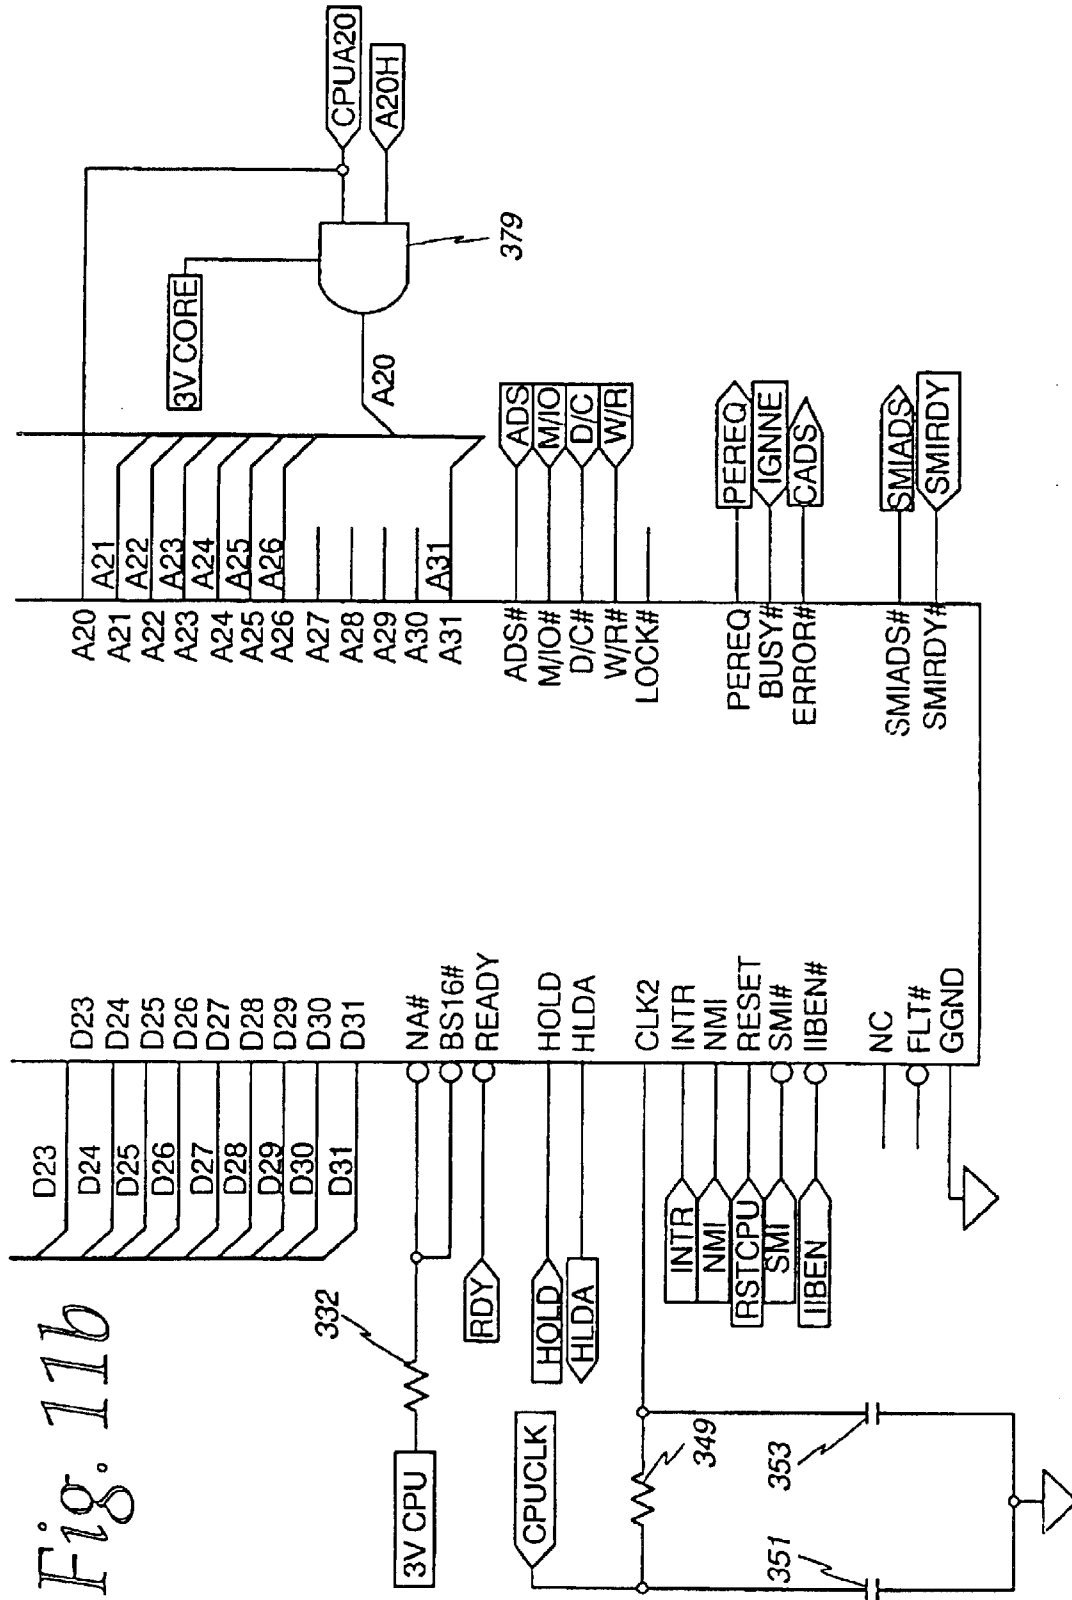 Fig. 11b
D23 D23
D24 D24
D25 D25
D26 D26
D27 D27
D28 D28
D29 D29
D30 D30
D31 D31
3V CPU 332 NA#
BS16#
RDY READY
HOLD HOLD
HLDA HLDA
CPUCLK CLK2
349
351 353
INTR INTR
NMI NMI
RSTCPU RESET
SMI SMI#
IIBEN IIBEN#
NC
FLT#
GGND
A20
A21 A21
A22 A22
A23 A23
A24 A24
A25 A25
A26 A26
A27
A28
A29
A30
A31 A31
3V CORE
CPUA20
A20H
A20 379
ADS# ADS
M/IO# M/IO
D/C# D/C
W/R# W/R
LOCK#
PEREQ PEREQ
BUSY# IGNNE
ERROR# CADS
SMIADS# SMIADS
SMIRDY# SMIRDY